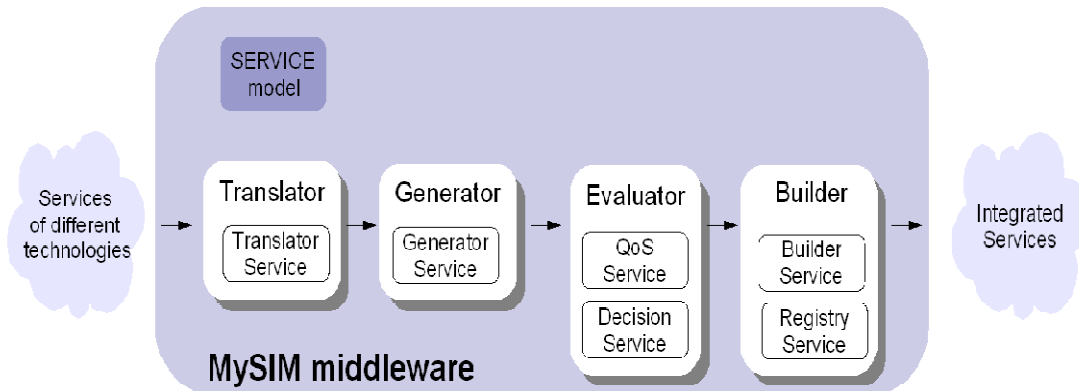 SERVICE
model
Services
of different
technologies
Translator
Translator
Service
Generator
Generator
Service
Evaluator
QoS
Service
Decision
Service
Builder
Builder
Service
Registry
Service
Integrated
Services
MySIM middleware